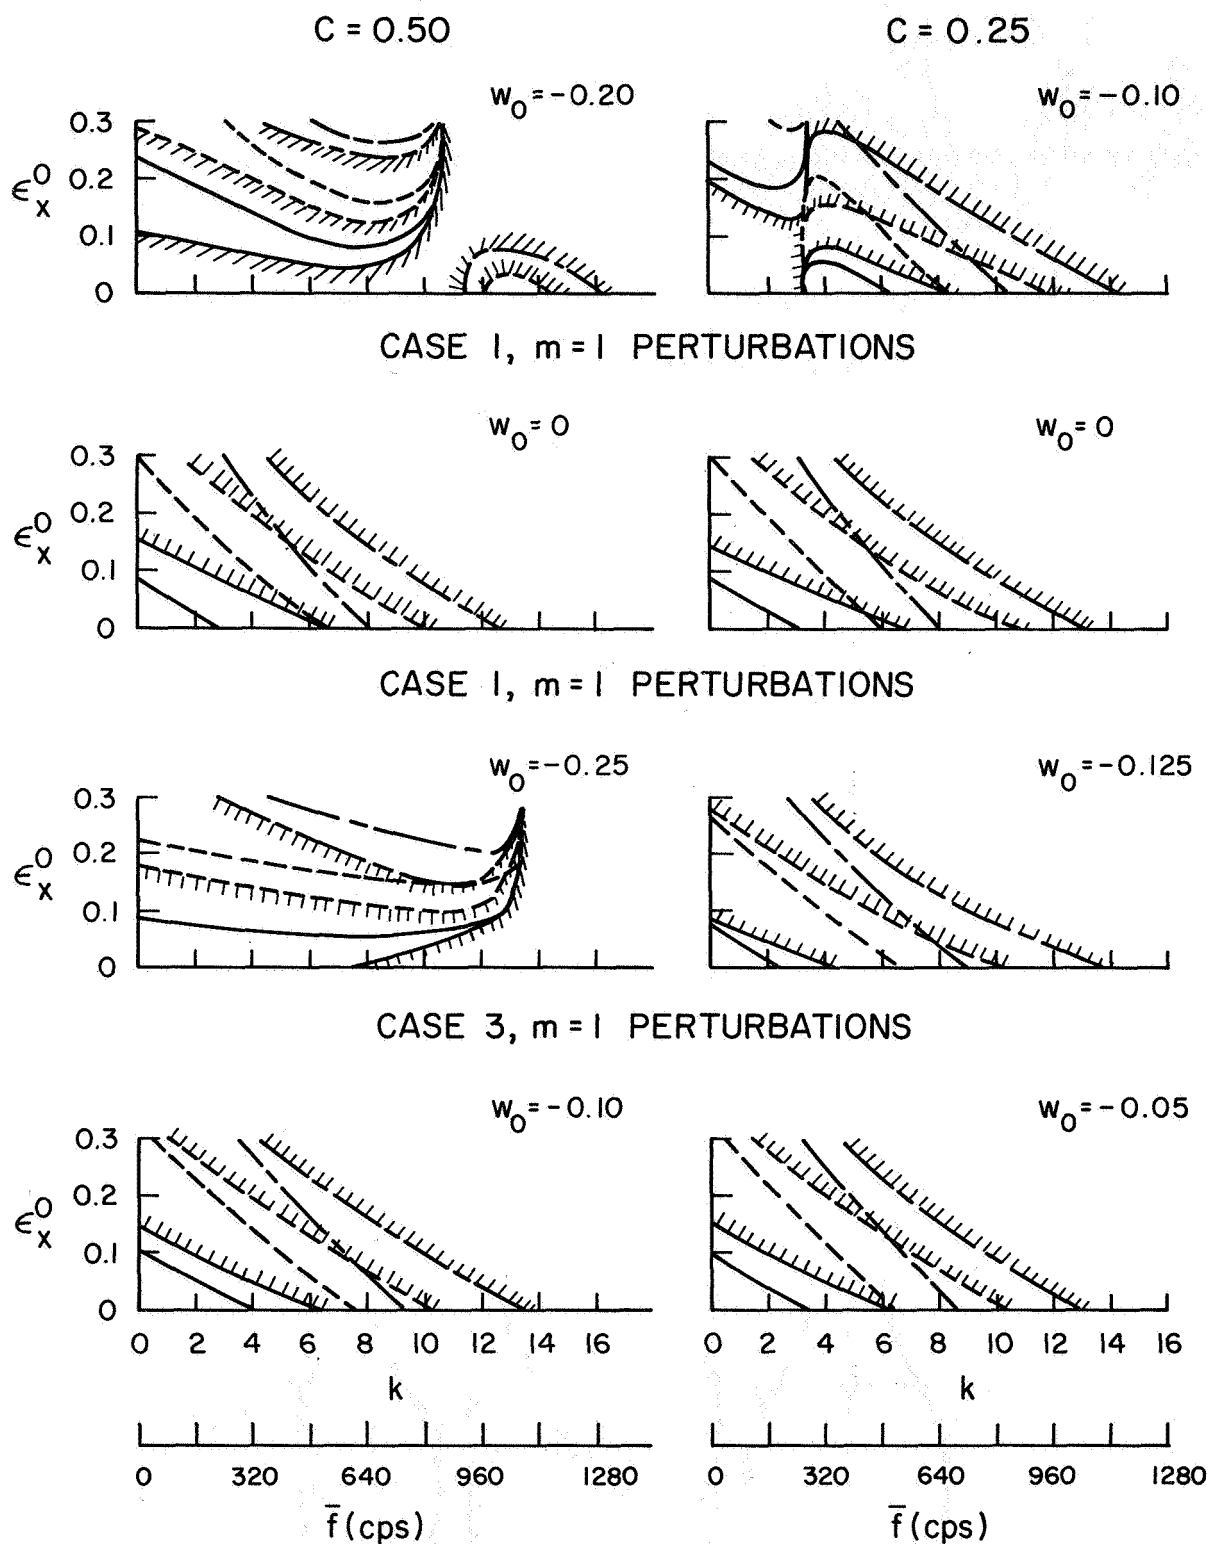 C = 0.50
C = 0.25
w₀ = -0.20
w₀ = -0.10
0.3
0.2
0.1
0
ϵₓ⁰
CASE 1, m = 1 PERTURBATIONS
w₀ = 0
w₀ = 0
0.3
0.2
0.1
0
ϵₓ⁰
CASE 1, m = 1 PERTURBATIONS
w₀ = -0.25
w₀ = -0.125
0.3
0.2
0.1
0
ϵₓ⁰
CASE 3, m = 1 PERTURBATIONS
w₀ = -0.10
w₀ = -0.05
0.3
0.2
0.1
0
ϵₓ⁰
0 2 4 6 8 10 12 14 16
0 2 4 6 8 10 12 14 16
k
k
0 320 640 960 1280
0 320 640 960 1280
f̄ (cps)
f̄ (cps)